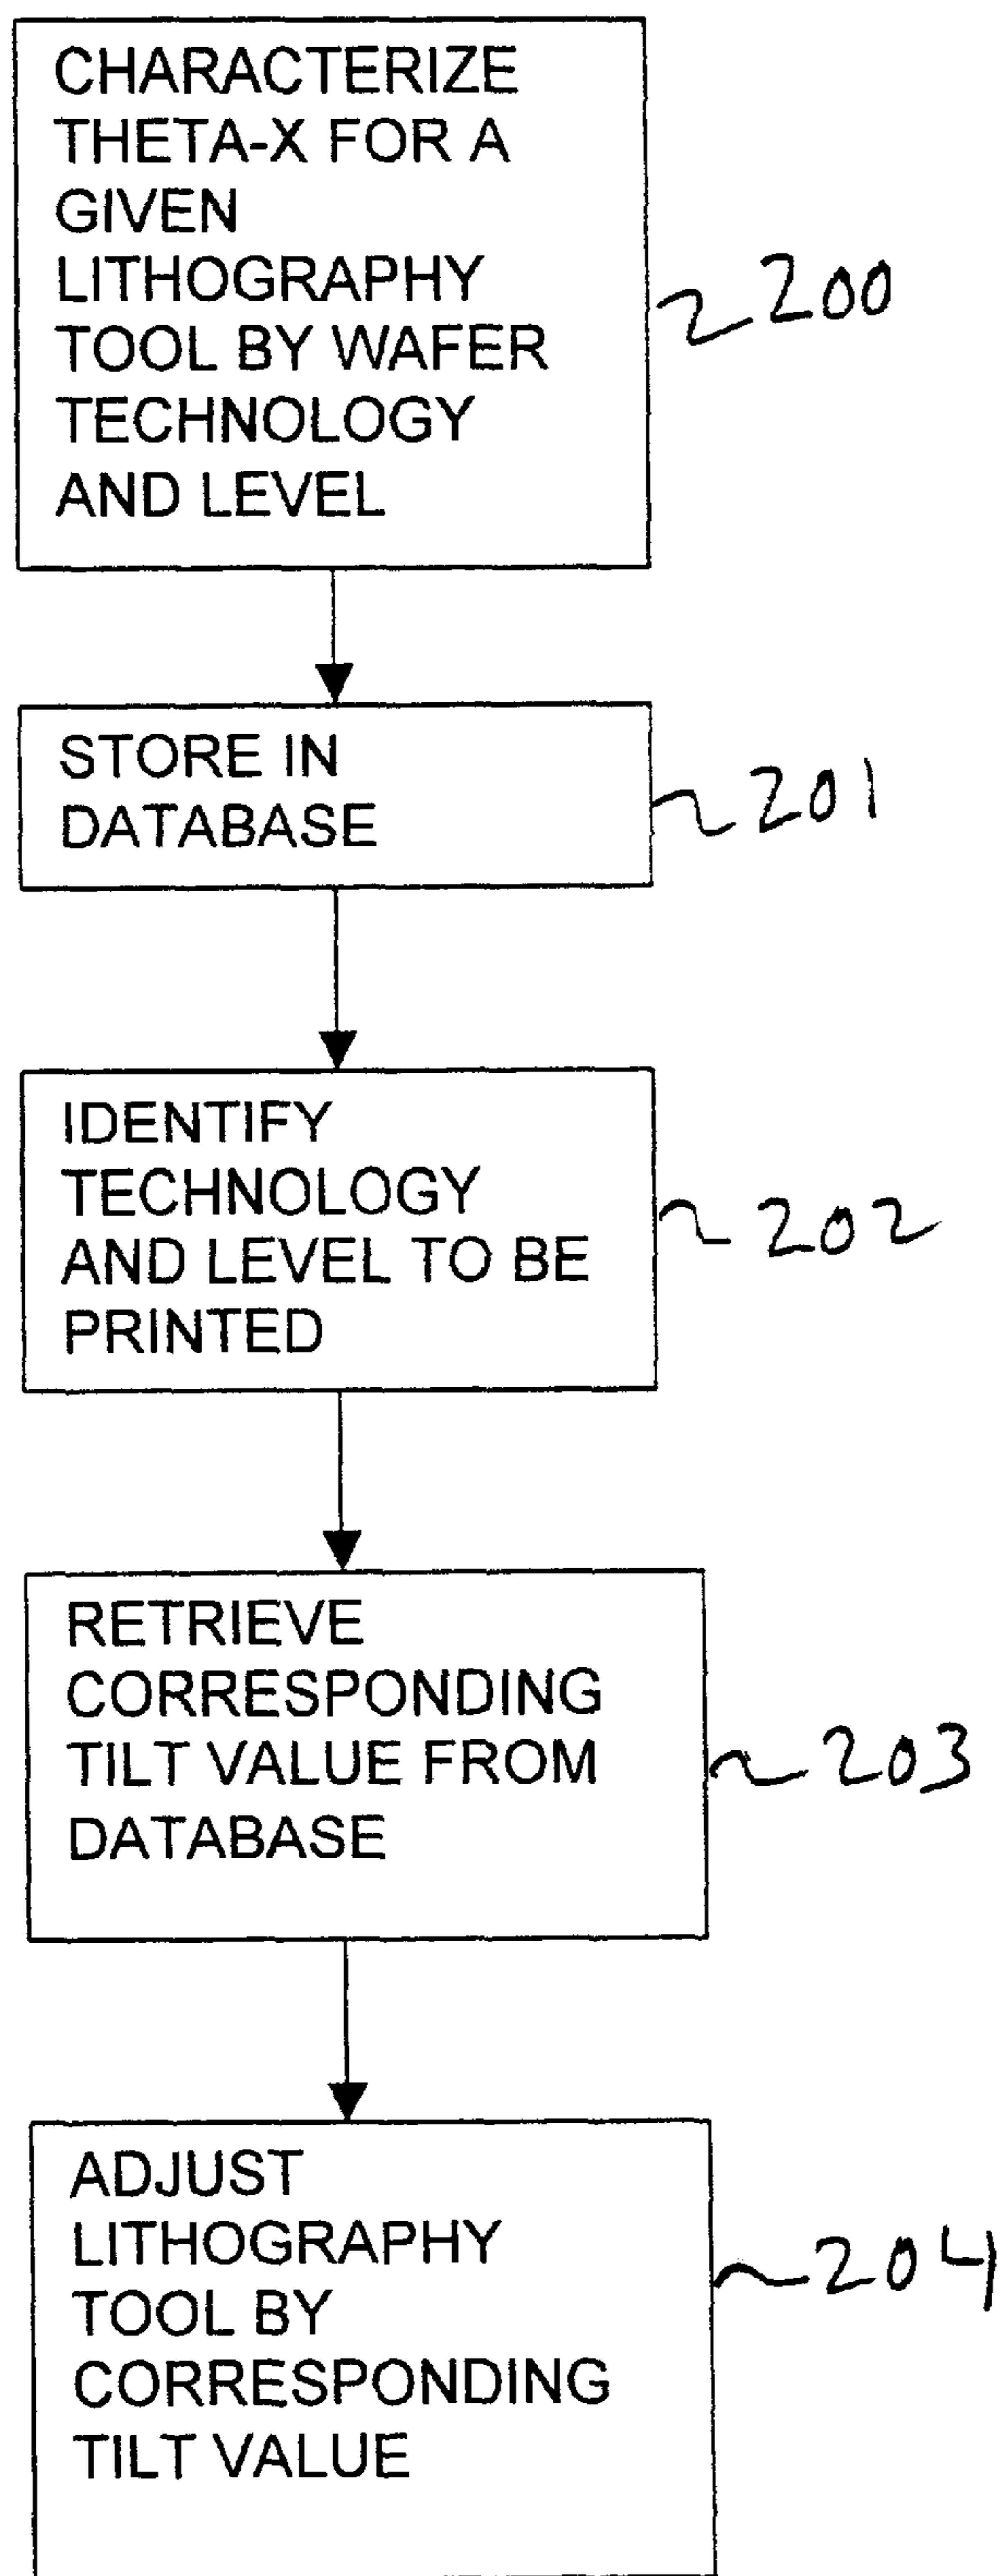 CHARACTERIZE
THETA-X FOR A
GIVEN
LITHOGRAPHY
TOOL BY WAFER
TECHNOLOGY
AND LEVEL
200
STORE IN
DATABASE
201
IDENTIFY
TECHNOLOGY
AND LEVEL TO BE
PRINTED
202
RETRIEVE
CORRESPONDING
TILT VALUE FROM
DATABASE
203
ADJUST
LITHOGRAPHY
TOOL BY
CORRESPONDING
TILT VALUE
204